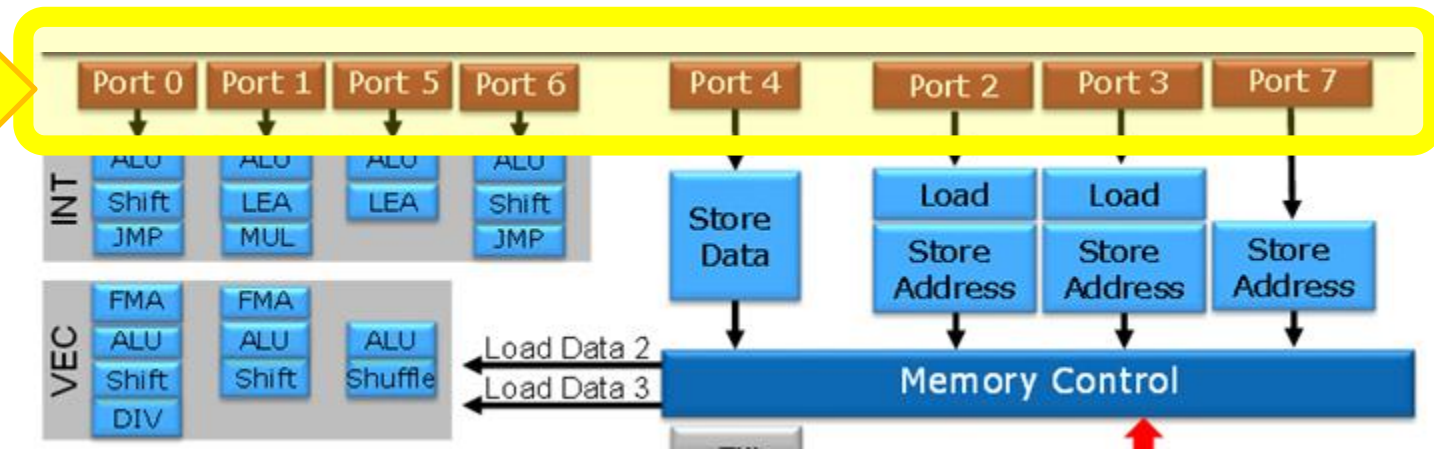 Port 0 Port 1 Port 5 Port 6 Port 4 Port 2 Port 3 Port 7
INT
ALU ALU ALU ALU
Shift LEA LEA Shift
JMP MUL JMP
Store
Data
Load Load
Store
Address
Store
Address
Store
Address
VEC
FMA FMA
ALU ALU ALU
Shift Shift Shuffle
DIV
Load Data 2
Load Data 3
Memory Control